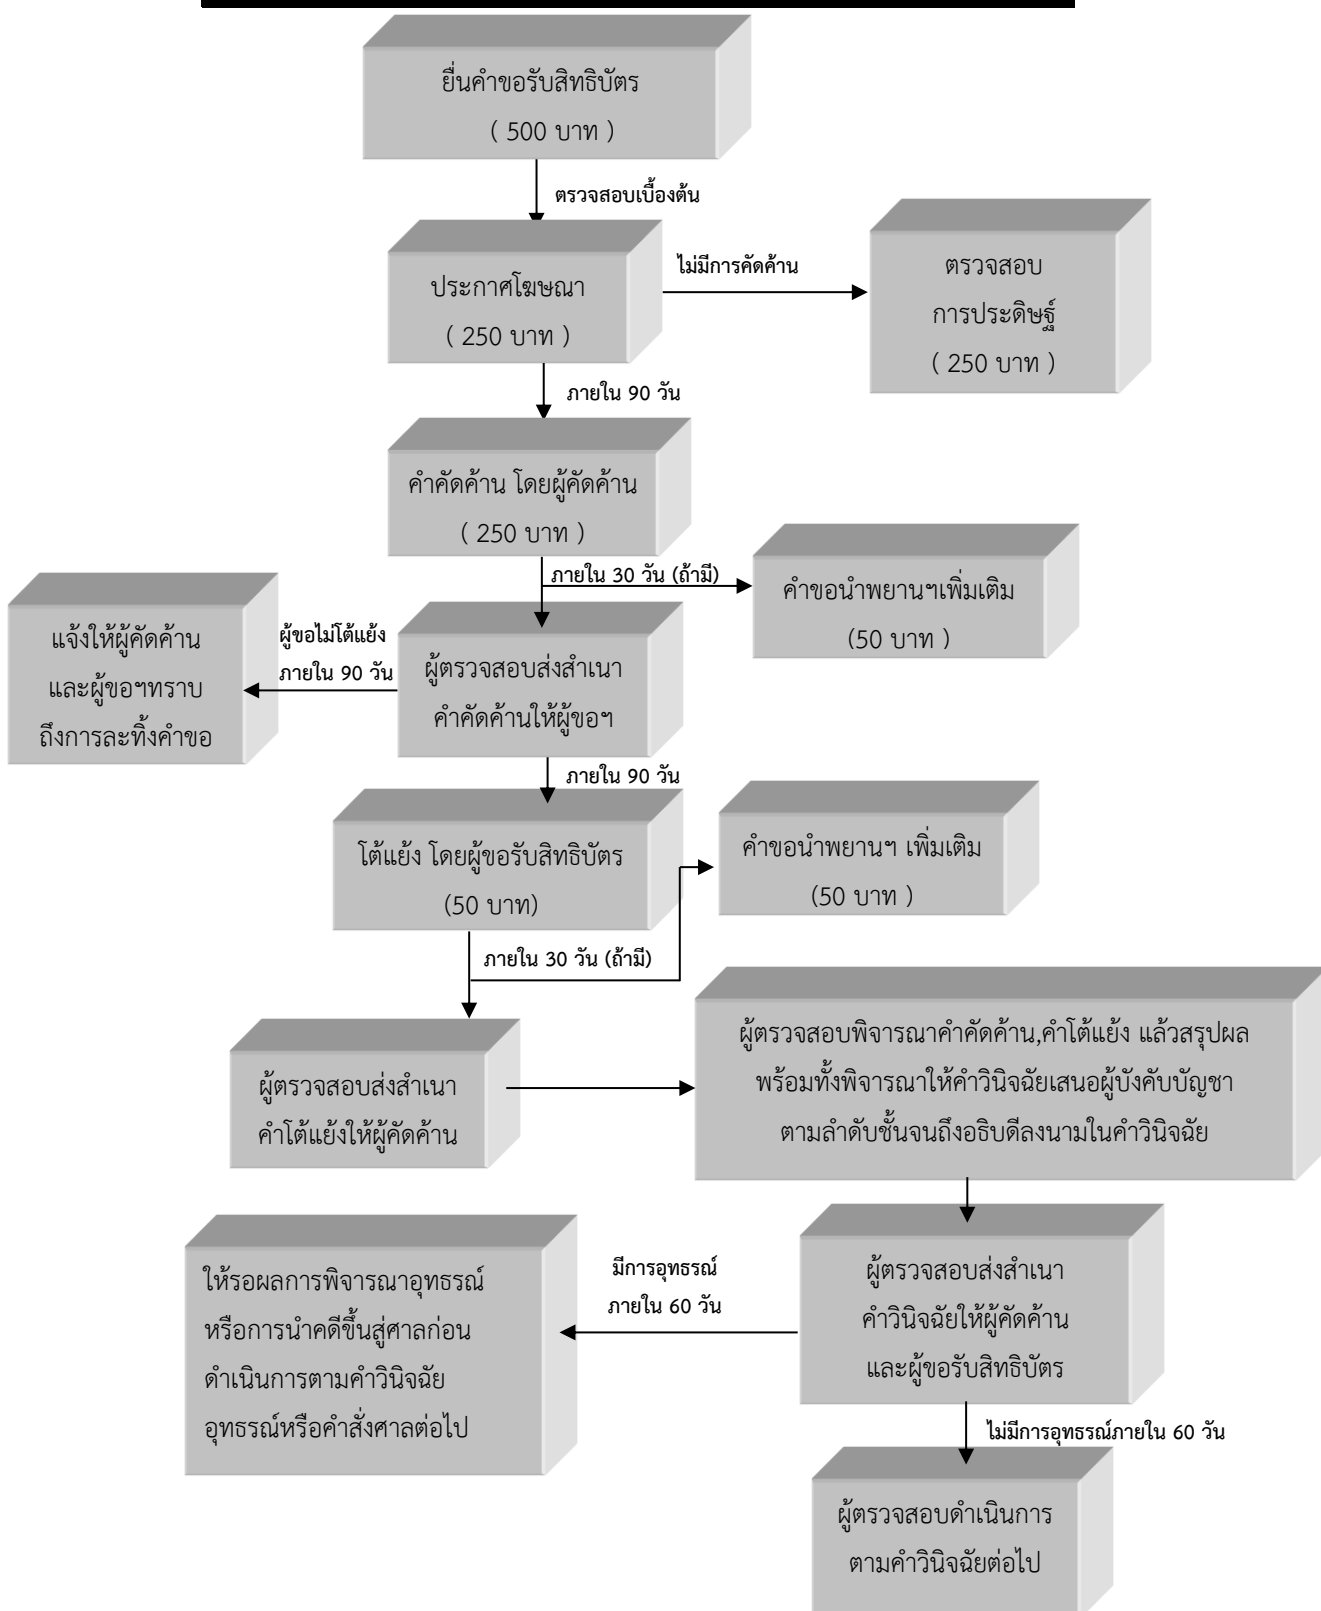 ยื่นคำขอรับสิทธิบัตร
( 500 บาท )
ตรวจสอบเบื้องต้น
ประกาศโฆษณา
( 250 บาท )
ไม่มีการคัดค้าน
ตรวจสอบ
การประดิษฐ์
( 250 บาท )
ภายใน 90 วัน
คำคัดค้าน โดยผู้คัดค้าน
( 250 บาท )
ภายใน 30 วัน (ถ้ามี)
คำขอนำพยานฯเพิ่มเติม
(50 บาท )
ผู้ตรวจสอบส่งสำเนา
คำคัดค้านให้ผู้ขอฯ
ผู้ขอไม่โต้แย้ง
ภายใน 90 วัน
แจ้งให้ผู้คัดค้าน
และผู้ขอฯทราบ
ถึงการละทิ้งคำขอ
ภายใน 90 วัน
โต้แย้ง โดยผู้ขอรับสิทธิบัตร
(50 บาท)
คำขอนำพยานฯ เพิ่มเติม
(50 บาท )
ภายใน 30 วัน (ถ้ามี)
ผู้ตรวจสอบส่งสำเนา
คำโต้แย้งให้ผู้คัดค้าน
ผู้ตรวจสอบพิจารณาคำคัดค้าน,คำโต้แย้ง แล้วสรุปผล
พร้อมทั้งพิจารณาให้คำวินิจฉัยเสนอผู้บังคับบัญชา
ตามลำดับชั้นจนถึงอธิบดีลงนามในคำวินิจฉัย
ผู้ตรวจสอบส่งสำเนา
คำวินิจฉัยให้ผู้คัดค้าน
และผู้ขอรับสิทธิบัตร
มีการอุทธรณ์
ภายใน 60 วัน
ให้รอผลการพิจารณาอุทธรณ์
หรือการนำคดีขึ้นสู่ศาลก่อน
ดำเนินการตามคำวินิจฉัย
อุทธรณ์หรือคำสั่งศาลต่อไป
ไม่มีการอุทธรณ์ภายใน 60 วัน
ผู้ตรวจสอบดำเนินการ
ตามคำวินิจฉัยต่อไป